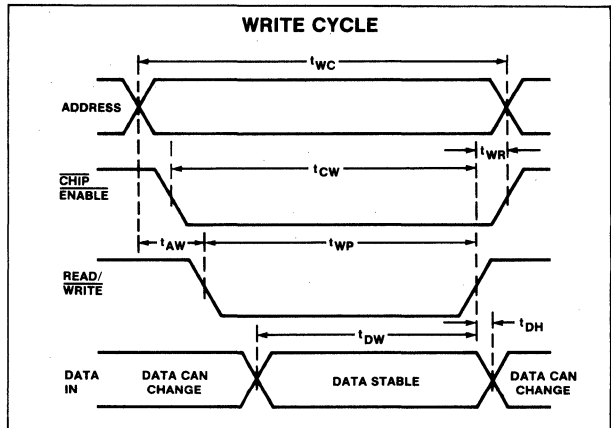 WRITE CYCLE
tWC
ADDRESS
tWR
CHIP
ENABLE
tCW
tAW
tWP
READ/
WRITE
tDH
tDW
DATA
IN
DATA CAN
CHANGE
DATA STABLE
DATA CAN
CHANGE